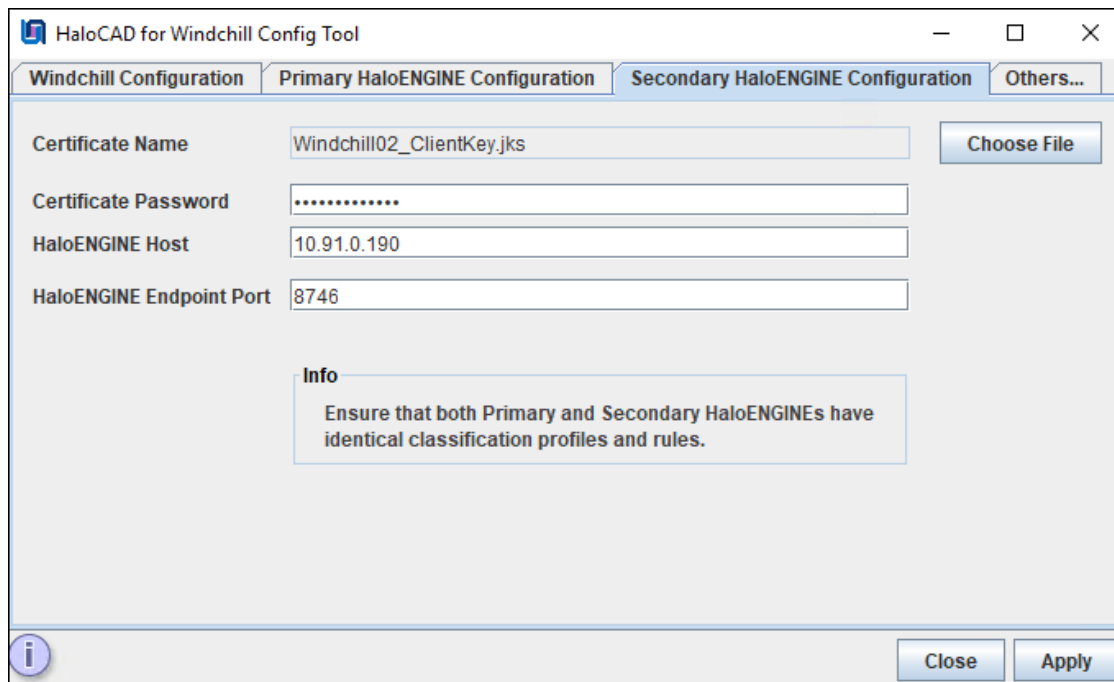 HaloCAD for Windchill Config Tool
Windchill Configuration
Primary HaloENGINE Configuration
Secondary HaloENGINE Configuration
Others...
Certificate Name
Windchill02_ClientKey.jks
Choose File
Certificate Password
•••••••••••••
HaloENGINE Host
10.91.0.190
HaloENGINE Endpoint Port
8746
Info
Ensure that both Primary and Secondary HaloENGINEs have
identical classification profiles and rules.
i
Close
Apply